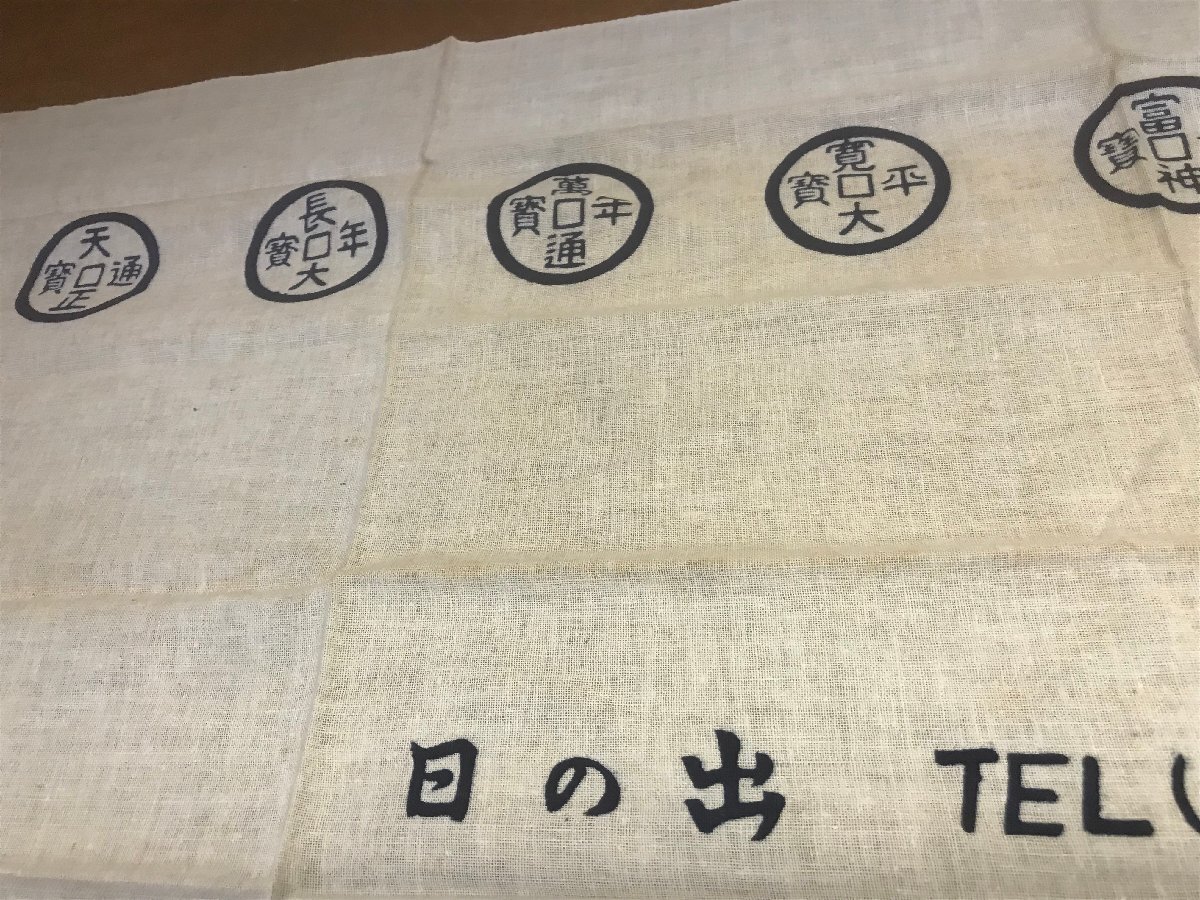 天正通寶
長年大寶
萬年通寶
寛平大寶
富神寶
日の出 TEL(